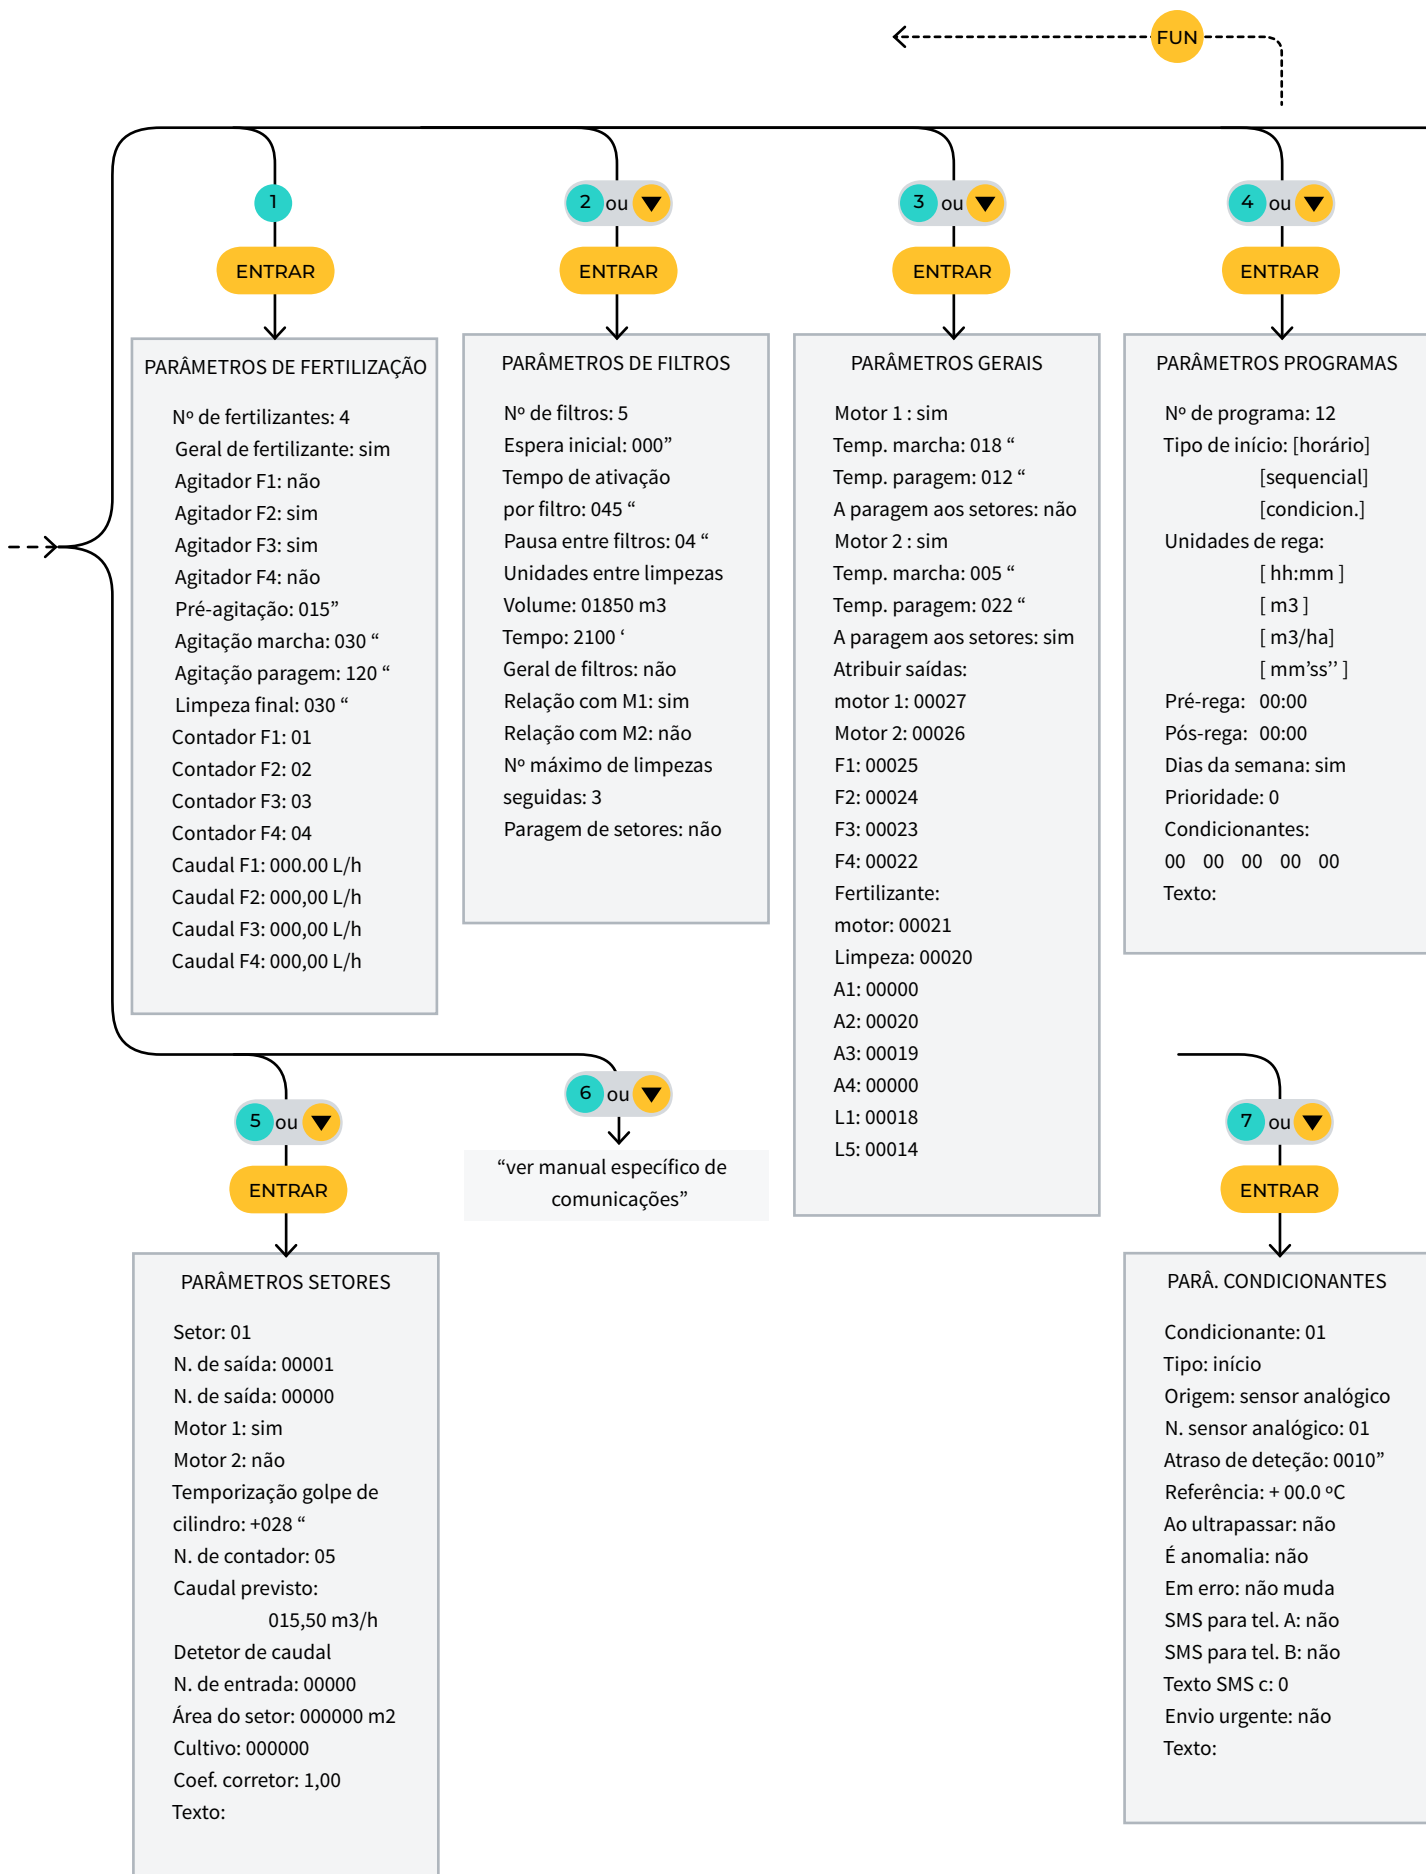 FUN
1
ENTRAR
PARÂMETROS DE FERTILIZAÇÃO
Nº de fertilizantes: 4
Geral de fertilizante: sim
Agitador F1: não
Agitador F2: sim
Agitador F3: sim
Agitador F4: não
Pré-agitação: 015”
Agitação marcha: 030 “
Agitação paragem: 120 “
Limpeza final: 030 “
Contador F1: 01
Contador F2: 02
Contador F3: 03
Contador F4: 04
Caudal F1: 000.00 L/h
Caudal F2: 000,00 L/h
Caudal F3: 000,00 L/h
Caudal F4: 000,00 L/h
2 ou
ENTRAR
PARÂMETROS DE FILTROS
Nº de filtros: 5
Espera inicial: 000”
Tempo de ativação
por filtro: 045 “
Pausa entre filtros: 04 “
Unidades entre limpezas
Volume: 01850 m3
Tempo: 2100 ‘
Geral de filtros: não
Relação com M1: sim
Relação com M2: não
Nº máximo de limpezas
seguidas: 3
Paragem de setores: não
3 ou
ENTRAR
PARÂMETROS GERAIS
Motor 1 : sim
Temp. marcha: 018 “
Temp. paragem: 012 “
A paragem aos setores: não
Motor 2 : sim
Temp. marcha: 005 “
Temp. paragem: 022 “
A paragem aos setores: sim
Atribuir saídas:
motor 1: 00027
Motor 2: 00026
F1: 00025
F2: 00024
F3: 00023
F4: 00022
Fertilizante:
motor: 00021
Limpeza: 00020
A1: 00000
A2: 00020
A3: 00019
A4: 00000
L1: 00018
L5: 00014
4 ou
ENTRAR
PARÂMETROS PROGRAMAS
Nº de programa: 12
Tipo de início: [horário]
[sequencial]
[condicion.]
Unidades de rega:
[ hh:mm ]
[ m3 ]
[ m3/ha]
[ mm’ss’’ ]
Pré-rega: 00:00
Pós-rega: 00:00
Dias da semana: sim
Prioridade: 0
Condicionantes:
00 00 00 00 00
Texto:
5 ou
ENTRAR
PARÂMETROS SETORES
Setor: 01
N. de saída: 00001
N. de saída: 00000
Motor 1: sim
Motor 2: não
Temporização golpe de
cilindro: +028 “
N. de contador: 05
Caudal previsto:
015,50 m3/h
Detetor de caudal
N. de entrada: 00000
Área do setor: 000000 m2
Cultivo: 000000
Coef. corretor: 1,00
Texto:
6 ou
“ver manual específico de
comunicações”
7 ou
ENTRAR
PARÂ. CONDICIONANTES
Condicionante: 01
Tipo: início
Origem: sensor analógico
N. sensor analógico: 01
Atraso de deteção: 0010”
Referência: + 00.0 ºC
Ao ultrapassar: não
É anomalia: não
Em erro: não muda
SMS para tel. A: não
SMS para tel. B: não
Texto SMS c: 0
Envio urgente: não
Texto: